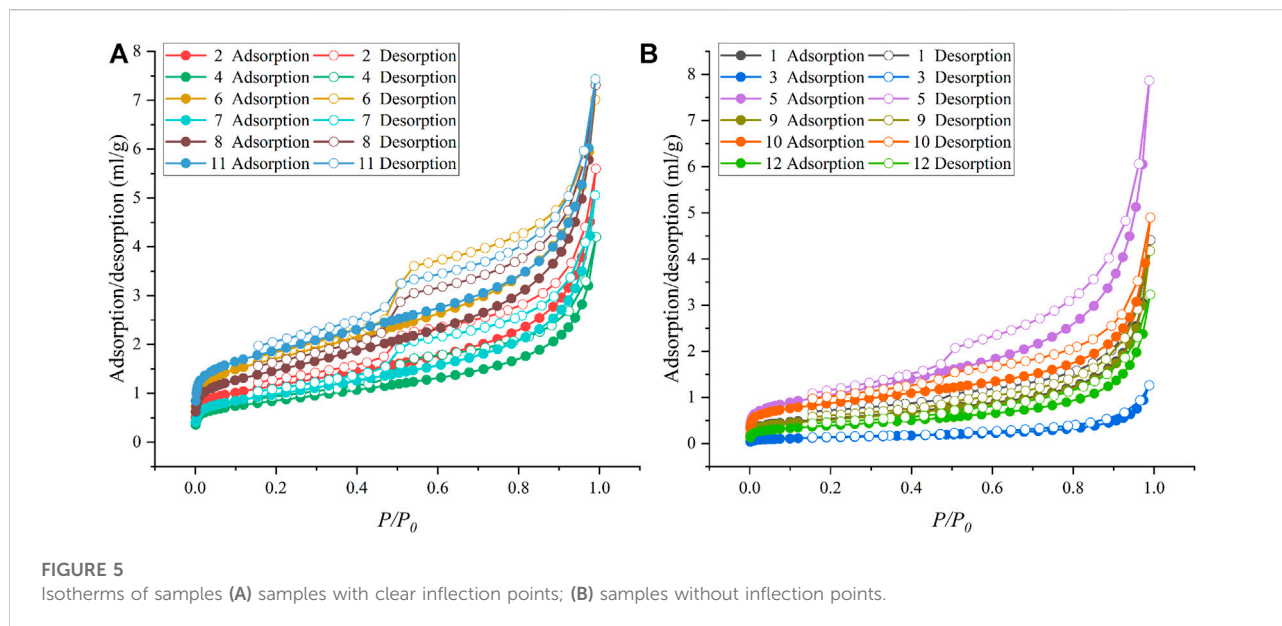 A
2 Adsorption 2 Desorption
4 Adsorption 4 Desorption
6 Adsorption 6 Desorption
7 Adsorption 7 Desorption
8 Adsorption 8 Desorption
11 Adsorption 11 Desorption
Adsorption/desorption (ml/g)
8
7
6
5
4
3
2
1
0
0.0 0.2 0.4 0.6 0.8 1.0
P/P0
B
1 Adsorption 1 Desorption
3 Adsorption 3 Desorption
5 Adsorption 5 Desorption
9 Adsorption 9 Desorption
10 Adsorption 10 Desorption
12 Adsorption 12 Desorption
Adsorption/desorption (ml/g)
8
7
6
5
4
3
2
1
0
0.0 0.2 0.4 0.6 0.8 1.0
P/P0
FIGURE 5
Isotherms of samples (A) samples with clear inflection points; (B) samples without inflection points.